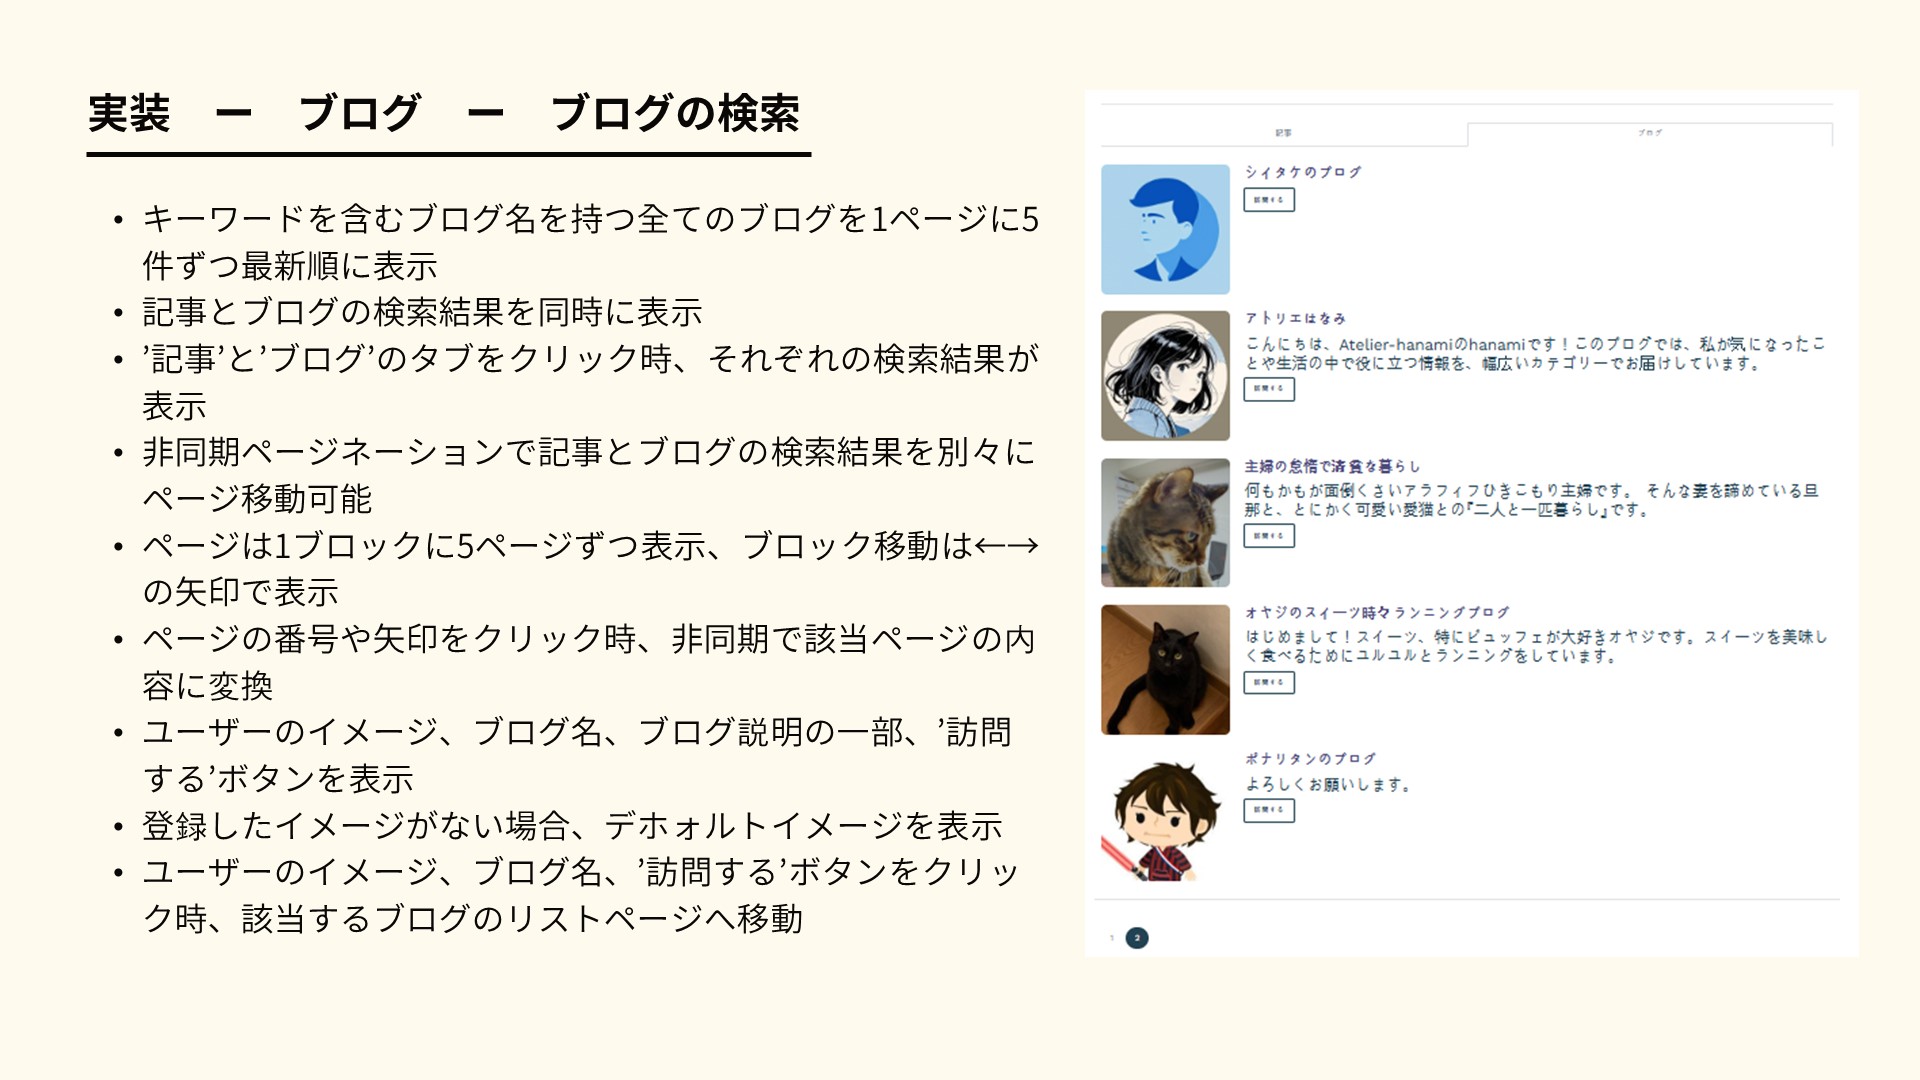 実装　ー　ブログ　ー　ブログの検索
• キーワードを含むブログ名を持つ全てのブログを1ページに5
件ずつ最新順に表示
• 記事とブログの検索結果を同時に表示
• ’記事’と’ブログ’のタブをクリック時、それぞれの検索結果が
表示
• 非同期ページネーションで記事とブログの検索結果を別々に
ページ移動可能
• ページは1ブロックに5ページずつ表示、ブロック移動は←→
の矢印で表示
• ページの番号や矢印をクリック時、非同期で該当ページの内
容に変換
• ユーザーのイメージ、ブログ名、ブログ説明の一部、’訪問
する’ボタンを表示
• 登録したイメージがない場合、デホォルトイメージを表示
• ユーザーのイメージ、ブログ名、’訪問する’ボタンをクリッ
ク時、該当するブログのリストページへ移動
記事
ブログ
シイタケのブログ
訪問する
アトリエはなみ
こんにちは、Atelier-hanamiのhanamiです！このブログでは、私が気になったこ
とや生活の中で役に立つ情報を、幅広いカテゴリーでお届けしています。
訪問する
主婦の怠惰で清貧な暮らし
何もかもが面倒くさいアラフィフひきこもり主婦です。 そんな妻を諦めている旦
那と、とにかく可愛い愛猫との『二人と一匹暮らし』です。
訪問する
オヤジのスイーツ時々ランニングブログ
はじめまして！スイーツ、特にビュッフェが大好きオヤジです。スイーツを美味し
く食べるためにユルユルとランニングをしています。
訪問する
ポナリタンのブログ
よろしくお願いします。
訪問する
1 2